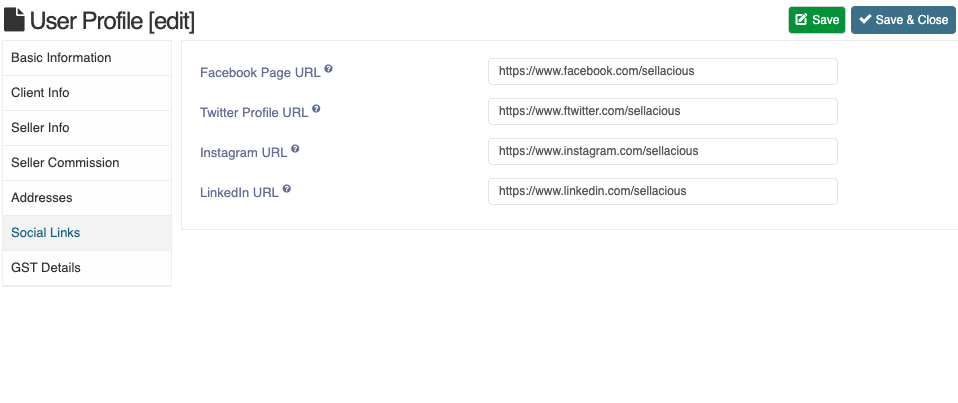 User Profile [edit]
Save
Save & Close
Basic Information
Client Info
Seller Info
Seller Commission
Addresses
Social Links
GST Details
Facebook Page URL ?
https://www.facebook.com/sellacious
Twitter Profile URL ?
https://www.ftwitter.com/sellacious
Instagram URL ?
https://www.instagram.com/sellacious
LinkedIn URL ?
https://www.linkedin.com/sellacious